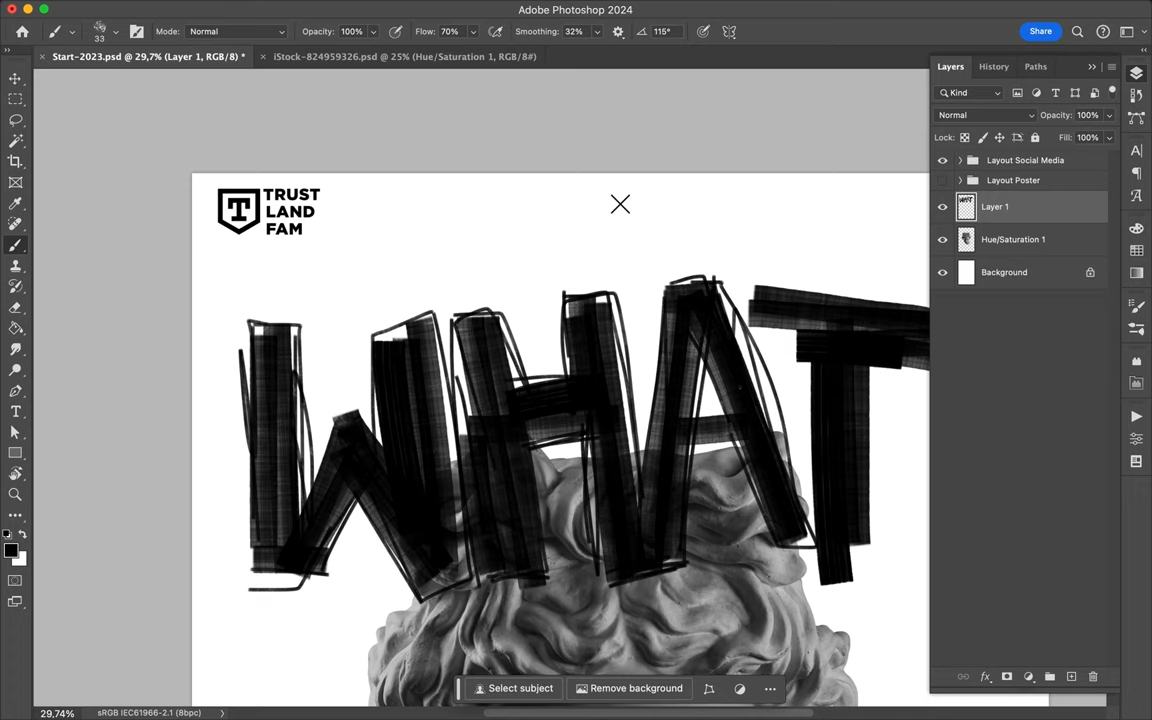 Adobe Photoshop 2024
33
Mode: Normal
Opacity: 100%
Flow: 70%
Smoothing: 32%
115°
Share
Start-2023.psd @ 29,7% (Layer 1, RGB/8) *
iStock-824959326.psd @ 25% (Hue/Saturation 1, RGB/8#)
Layers
History
Paths
Kind
Normal
Opacity: 100%
Lock:
Fill: 100%
Layout Social Media
Layout Poster
Layer 1
Hue/Saturation 1
Background
TRUST
LAND
FAM
WHAT
Select subject
Remove background
29,74%
sRGB IEC61966-2.1 (8bpc)